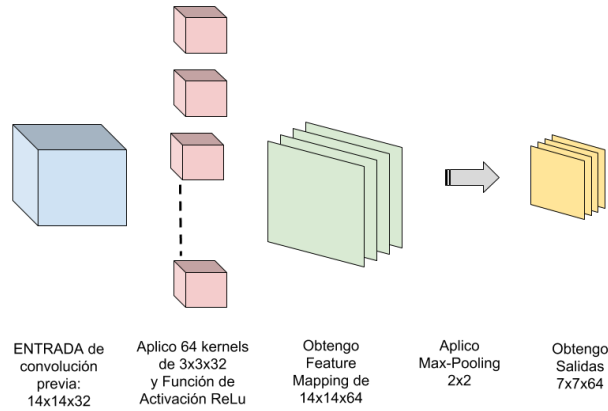 ENTRADA de
convolución
previa:
14x14x32
Aplico 64 kernels
de 3x3x32
y Función de
Activación ReLu
Obtengo
Feature
Mapping de
14x14x64
Aplico
Max-Pooling
2x2
Obtengo
Salidas
7x7x64